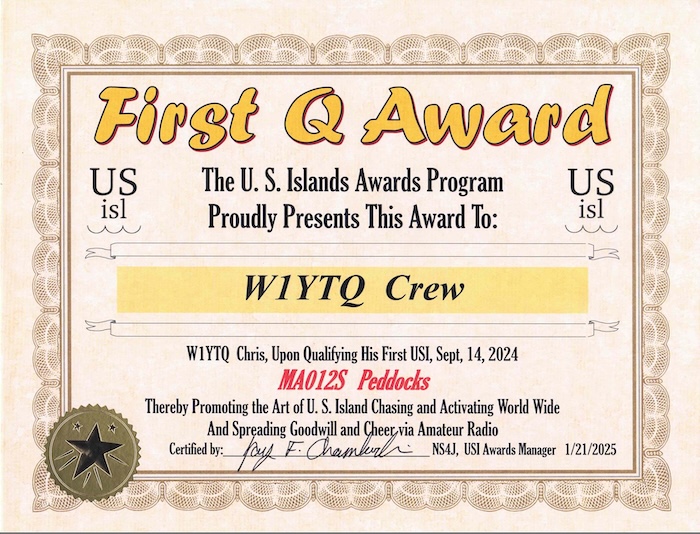 First Q Award
US
isl
The U. S. Islands Awards Program
Proudly Presents This Award To:
US
isl
W1YTQ Crew
W1YTQ Chris, Upon Qualifying His First USI, Sept, 14, 2024
MA012S Peddocks
Thereby Promoting the Art of U. S. Island Chasing and Activating World Wide
And Spreading Goodwill and Cheer via Amateur Radio
Certified by: F. NS4J, USI Awards Manager 1/21/2025